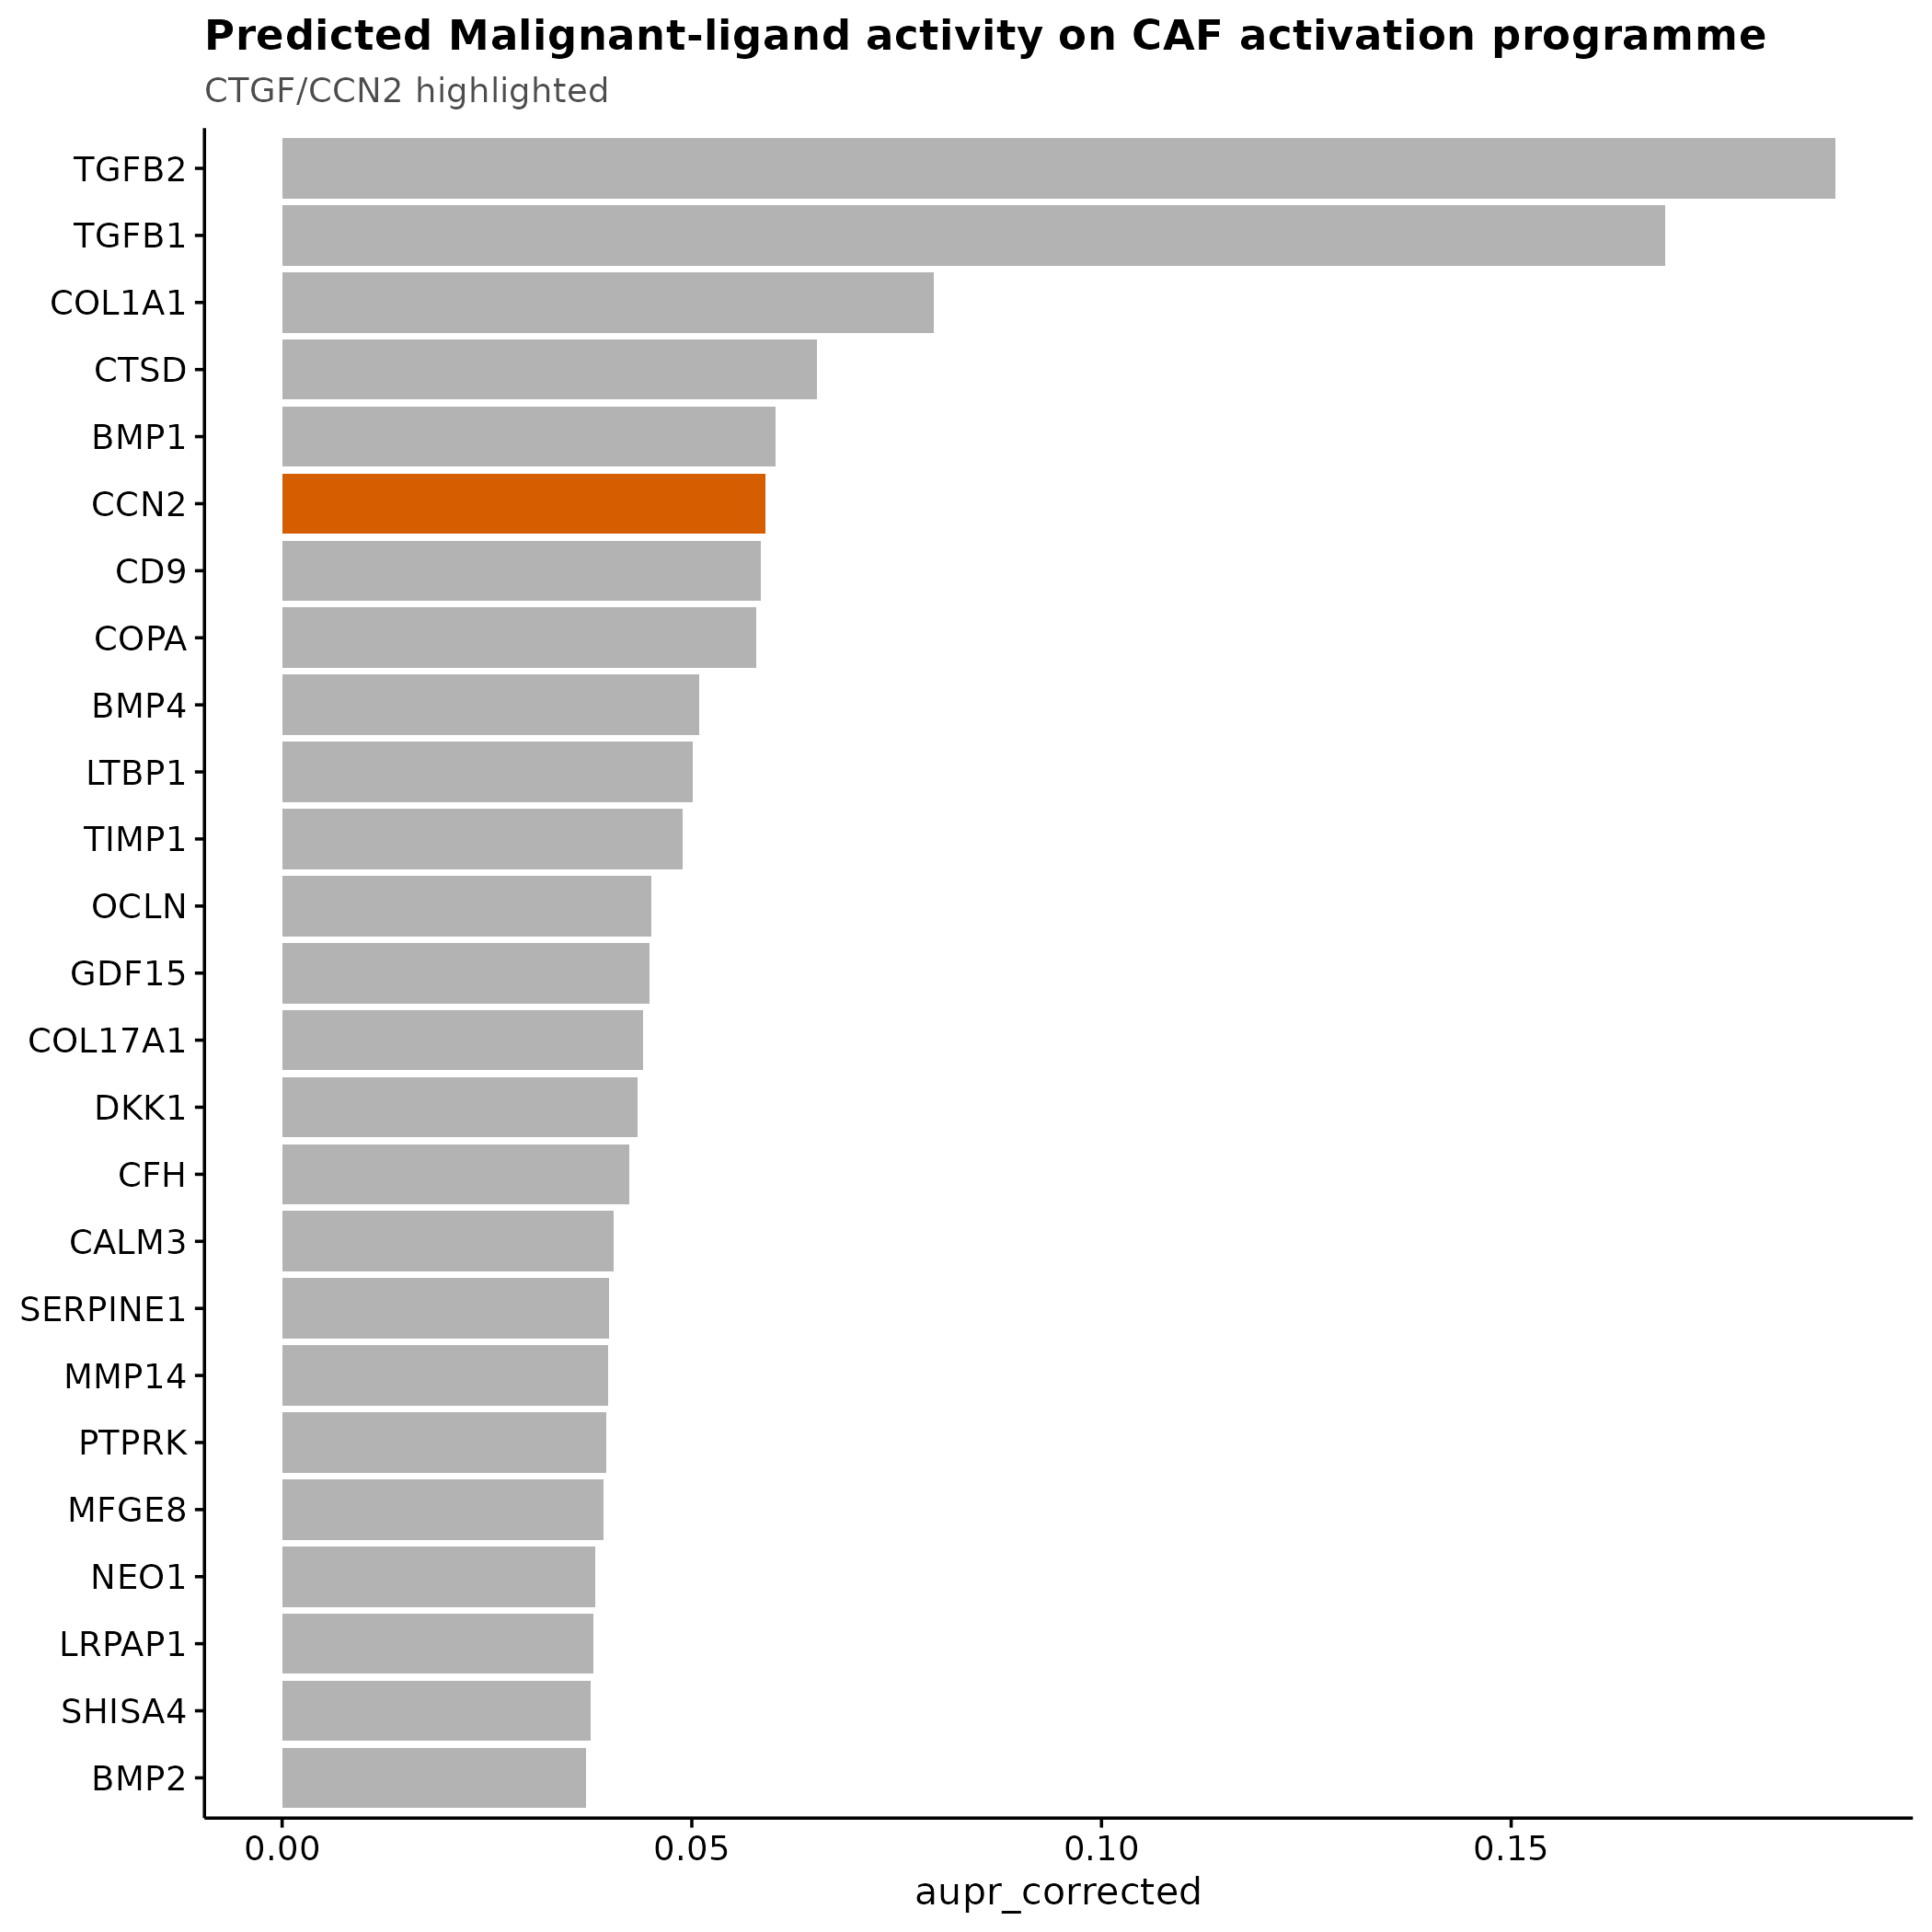 Predicted Malignant-ligand activity on CAF activation programme
CTGF/CCN2 highlighted
TGFB2
TGFB1
COL1A1
CTSD
BMP1
CCN2
CD9
COPA
BMP4
LTBP1
TIMP1
OCLN
GDF15
COL17A1
DKK1
CFH
CALM3
SERPINE1
MMP14
PTPRK
MFGE8
NEO1
LRPAP1
SHISA4
BMP2
0.00 0.05 0.10 0.15
aupr_corrected